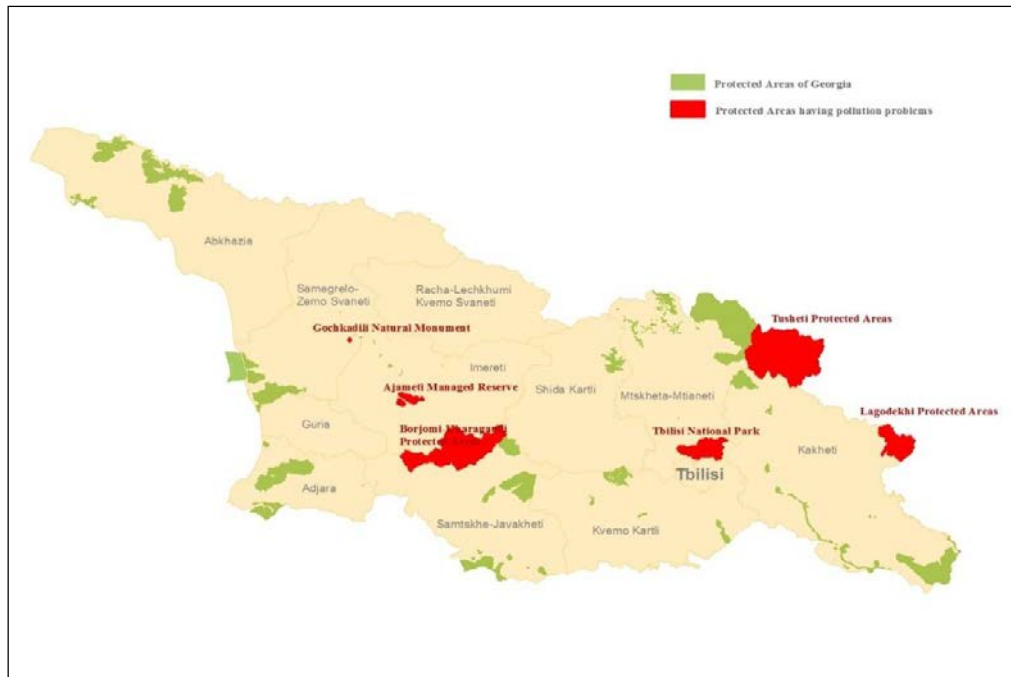 Protected Areas of Georgia
Protected Areas having pollution problems
Abkhazia
Samegrelo-
Zemo Svaneti
Racha-Lechkhumi
Kvemo Svaneti
Gochkadili Natural Monument
Tusheti Protected Areas
Imereti
Shida Kartli
Ajameti Managed Reserve
Mtskheta-Mtianeti
Lagodekhi Protected Areas
Guria
Borjomi
Protected Areas
Tbilisi National Park
Kakheti
Tbilisi
Adjara
Samtskhe-Javakheti
Kvemo Kartli